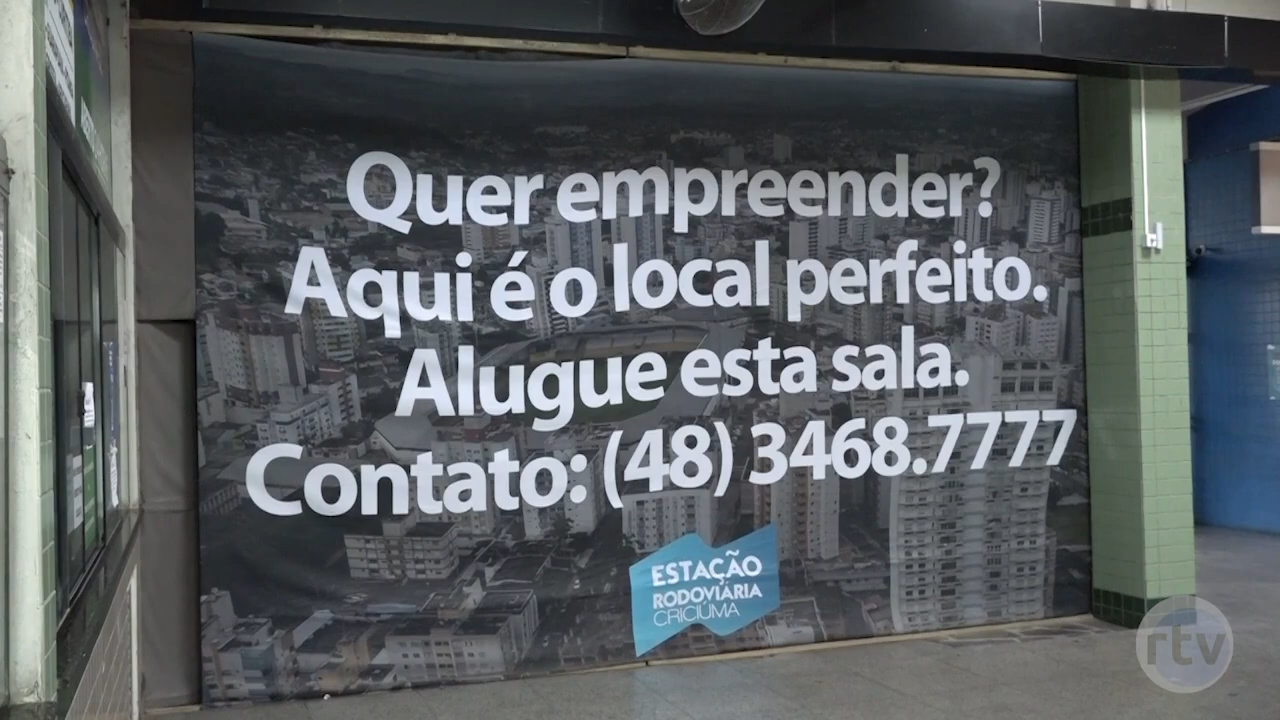 Quer empreender?
Aqui é o local perfeito.
Alugue esta sala.
Contato: (48) 3468.7777
ESTAÇÃO
RODOVIÁRIA
CRICIÚMA
rtv